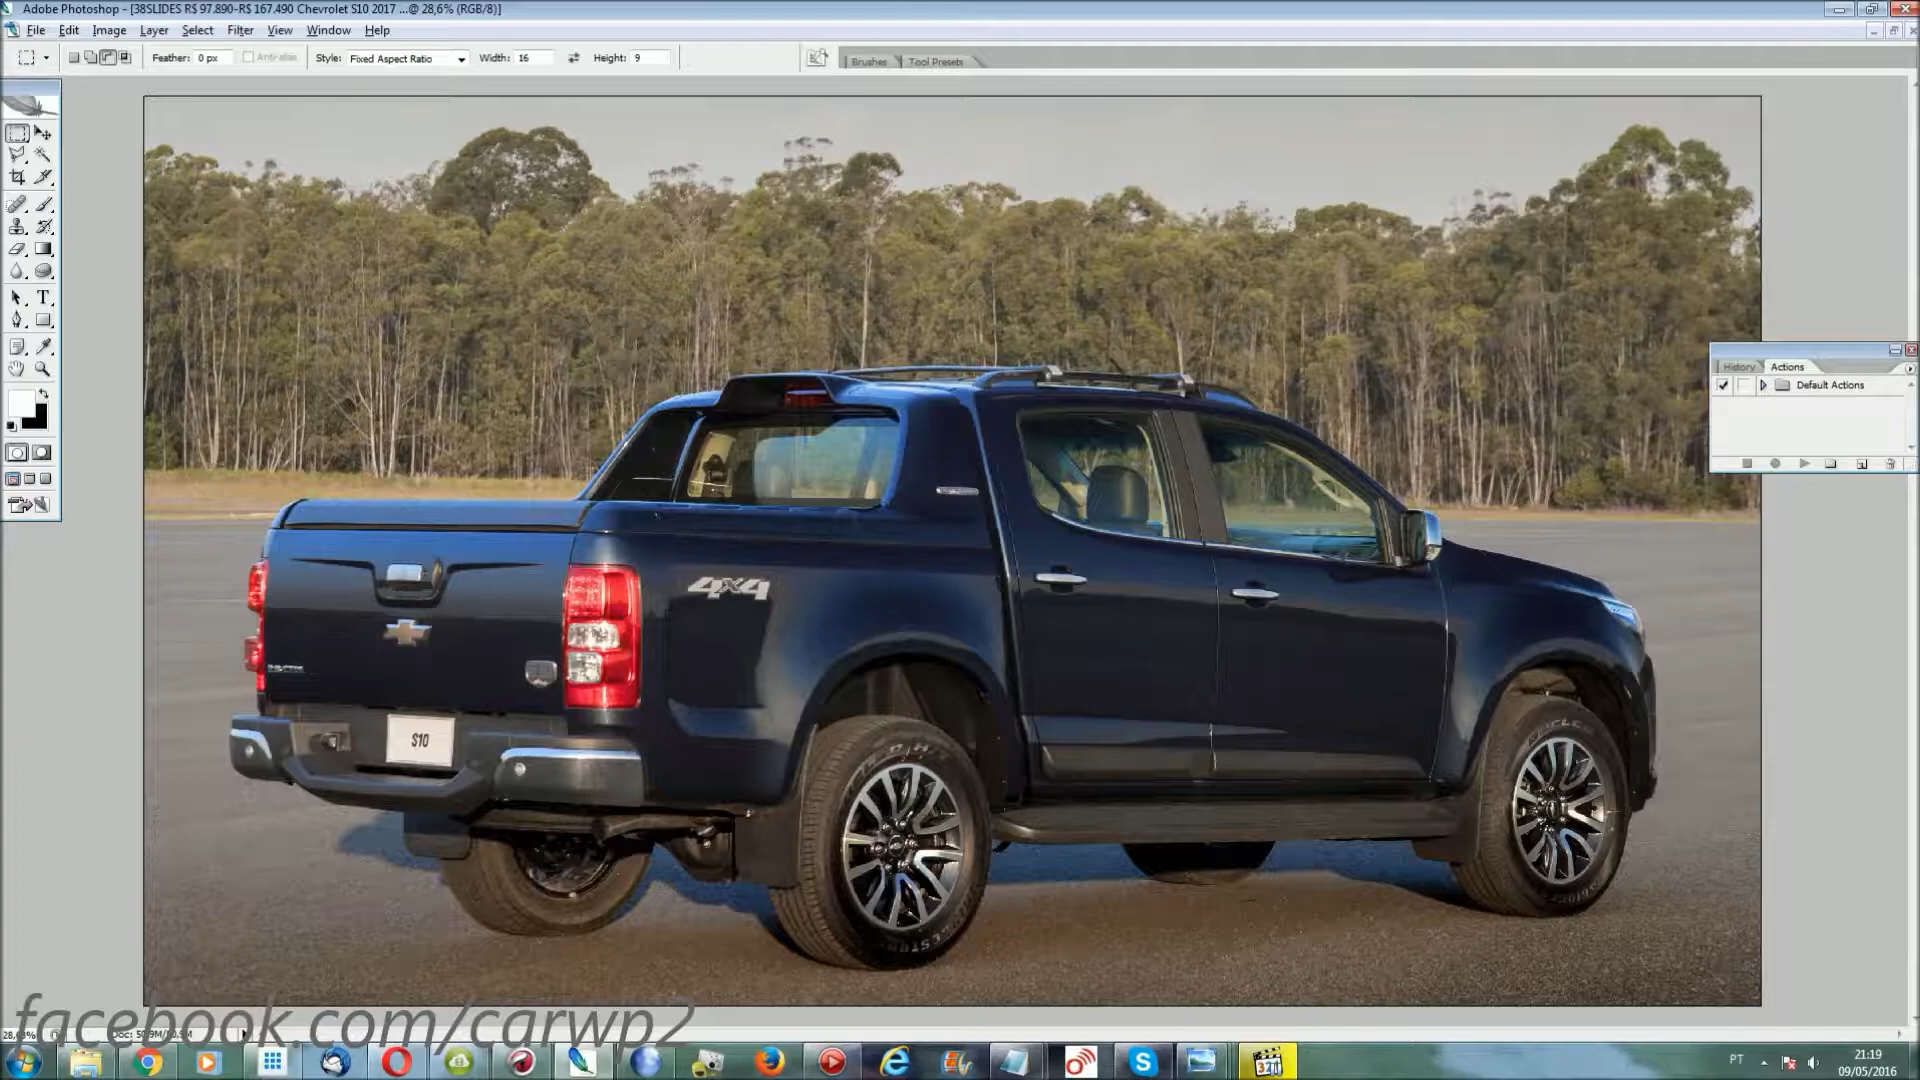 Adobe Photoshop - [38SLIDES R$ 97.890-R$ 167.490 Chevrolet S10 2017 ...@ 28,6% (RGB/8)]
File Edit Image Layer Select Filter View Window Help
Feather: 0 px Anti-alias Style: Fixed Aspect Ratio Width: 16 Height: 9 Brushes Tool Presets
History Actions
Default Actions
4x4
S10
facebook.com/carwp2
PT 21:19
09/05/2016